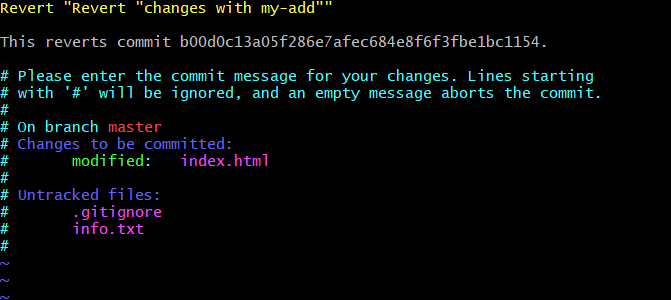 Revert "Revert "changes with my-add""
This reverts commit b00d0c13a05f286e7afec684e8f6f3fbe1bc1154.
# Please enter the commit message for your changes. Lines starting
# with '#' will be ignored, and an empty message aborts the commit.
#
# On branch master
# Changes to be committed:
#       modified:   index.html
#
# Untracked files:
#       .gitignore
#       info.txt
#
~
~
~